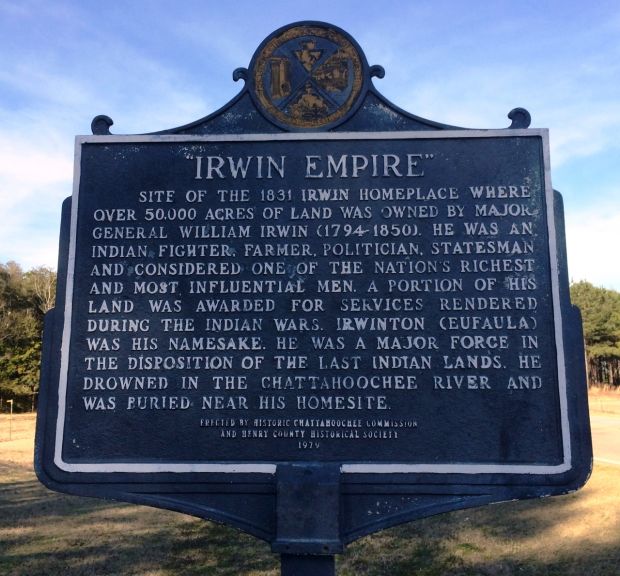 "IRWIN EMPIRE"
SITE OF THE 1831 IRWIN HOMEPLACE WHERE
OVER 50,000 ACRES OF LAND WAS OWNED BY MAJOR
GENERAL WILLIAM IRWIN (1794-1850). HE WAS AN
INDIAN FIGHTER, FARMER, POLITICIAN, STATESMAN
AND CONSIDERED ONE OF THE NATION'S RICHEST
AND MOST INFLUENTIAL MEN. A PORTION OF HIS
LAND WAS AWARDED FOR SERVICES RENDERED
DURING THE INDIAN WARS. IRWINTON (EUFAULA)
WAS HIS NAMESAKE. HE WAS A MAJOR FORCE IN
THE DISPOSITION OF THE LAST INDIAN LANDS. HE
DROWNED IN THE CHATTAHOOCHEE RIVER AND
WAS BURIED NEAR HIS HOMESITE.
ERECTED BY HISTORIC CHATTAHOOCHEE COMMISSION
AND HENRY COUNTY HISTORICAL SOCIETY
1979